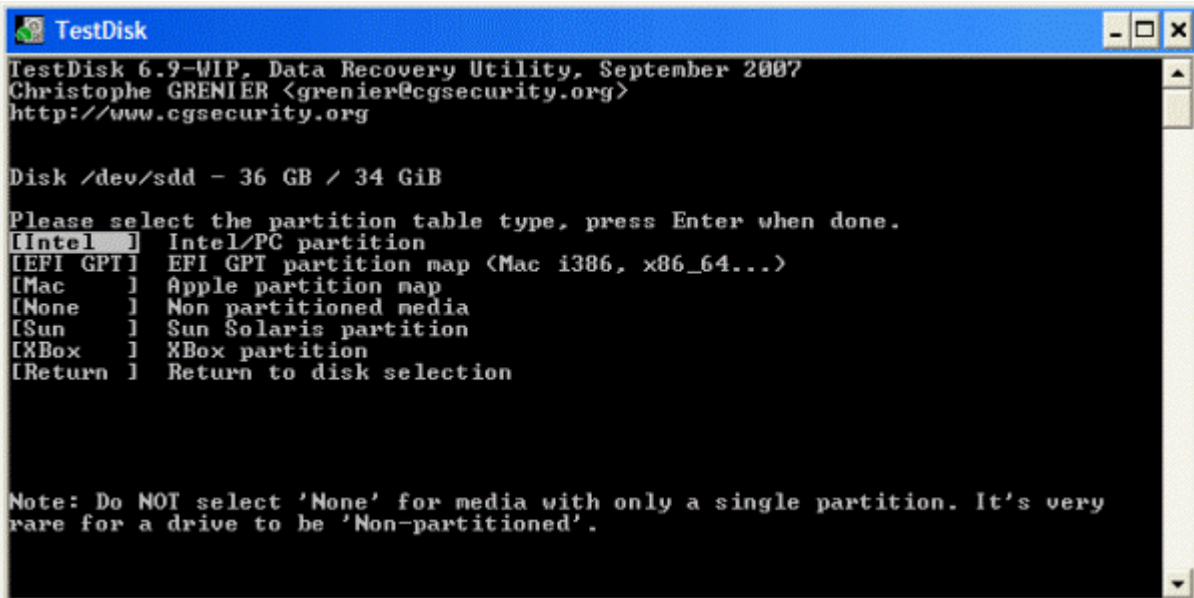 TestDisk
TestDisk 6.9-WIP, Data Recovery Utility, September 2007
Christophe GRENIER <grenier@cgsecurity.org>
http://www.cgsecurity.org
Disk /dev/sdd - 36 GB / 34 GiB
Please select the partition table type, press Enter when done.
[Intel  ]  Intel/PC partition
[EFI GPT]  EFI GPT partition map (Mac i386, x86_64...)
[Mac    ]  Apple partition map
[None   ]  Non partitioned media
[Sun    ]  Sun Solaris partition
[XBox   ]  XBox partition
[Return ]  Return to disk selection
Note: Do NOT select 'None' for media with only a single partition. It's very
rare for a drive to be 'Non-partitioned'.